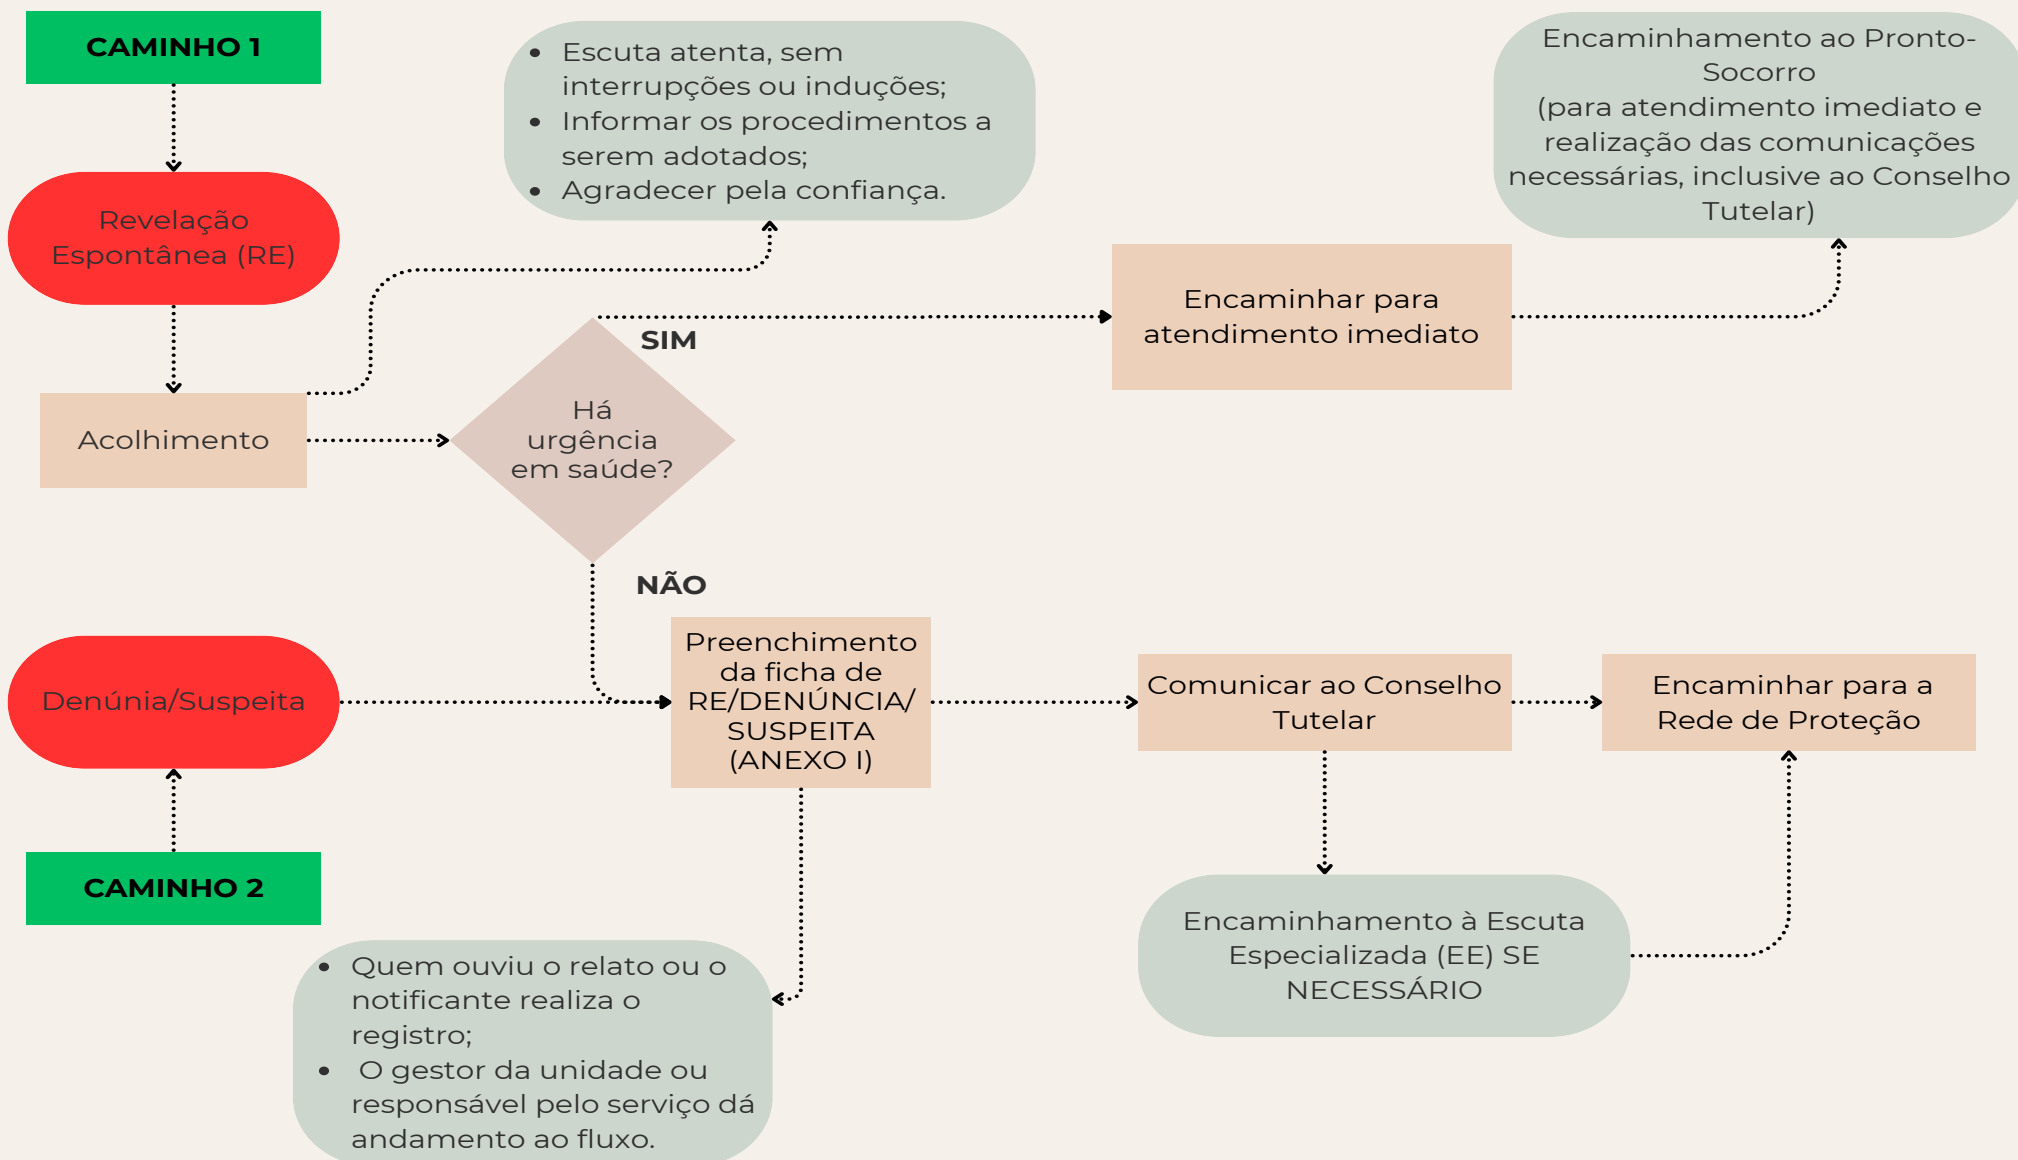 CAMINHO 1
Revelação
Espontânea (RE)
Acolhimento
• Escuta atenta, sem
interrupções ou induções;
• Informar os procedimentos a
serem adotados;
• Agradecer pela confiança.
Há
urgência
em saúde?
SIM
Encaminhar para
atendimento imediato
Encaminhamento ao Pronto-
Socorro
(para atendimento imediato e
realização das comunicações
necessárias, inclusive ao Conselho
Tutelar)
NÃO
Denúnia/Suspeita
CAMINHO 2
Preenchimento
da ficha de
RE/DENÚNCIA/
SUSPEITA
(ANEXO I)
• Quem ouviu o relato ou o
notificante realiza o
registro;
• O gestor da unidade ou
responsável pelo serviço dá
andamento ao fluxo.
Comunicar ao Conselho
Tutelar
Encaminhamento à Escuta
Especializada (EE) SE
NECESSÁRIO
Encaminhar para a
Rede de Proteção